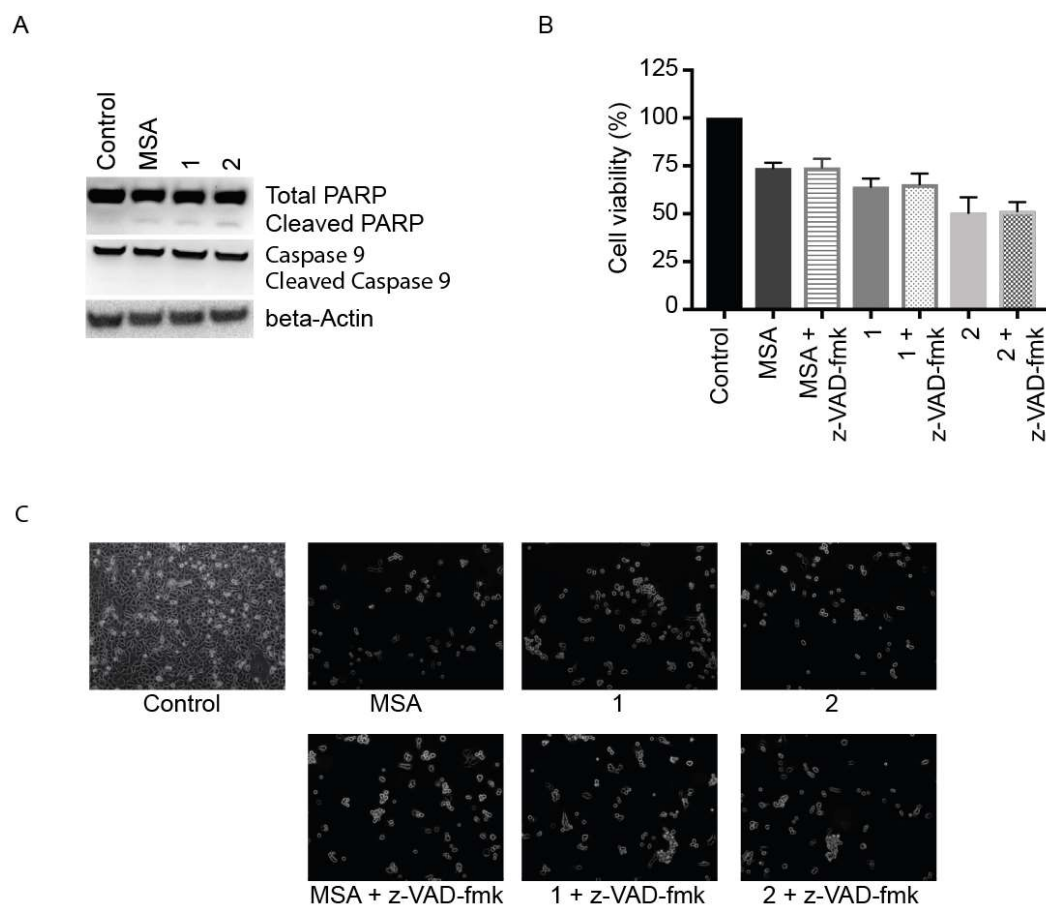 A
Control
MSA
1
2
Total PARP
Cleaved PARP
Caspase 9
Cleaved Caspase 9
beta-Actin
B
Cell viability (%)
125
100
75
50
25
0
Control
MSA
MSA +
z-VAD-fmk
1
1 +
z-VAD-fmk
2
2 +
z-VAD-fmk
C
Control
MSA
1
2
MSA + z-VAD-fmk
1 + z-VAD-fmk
2 + z-VAD-fmk